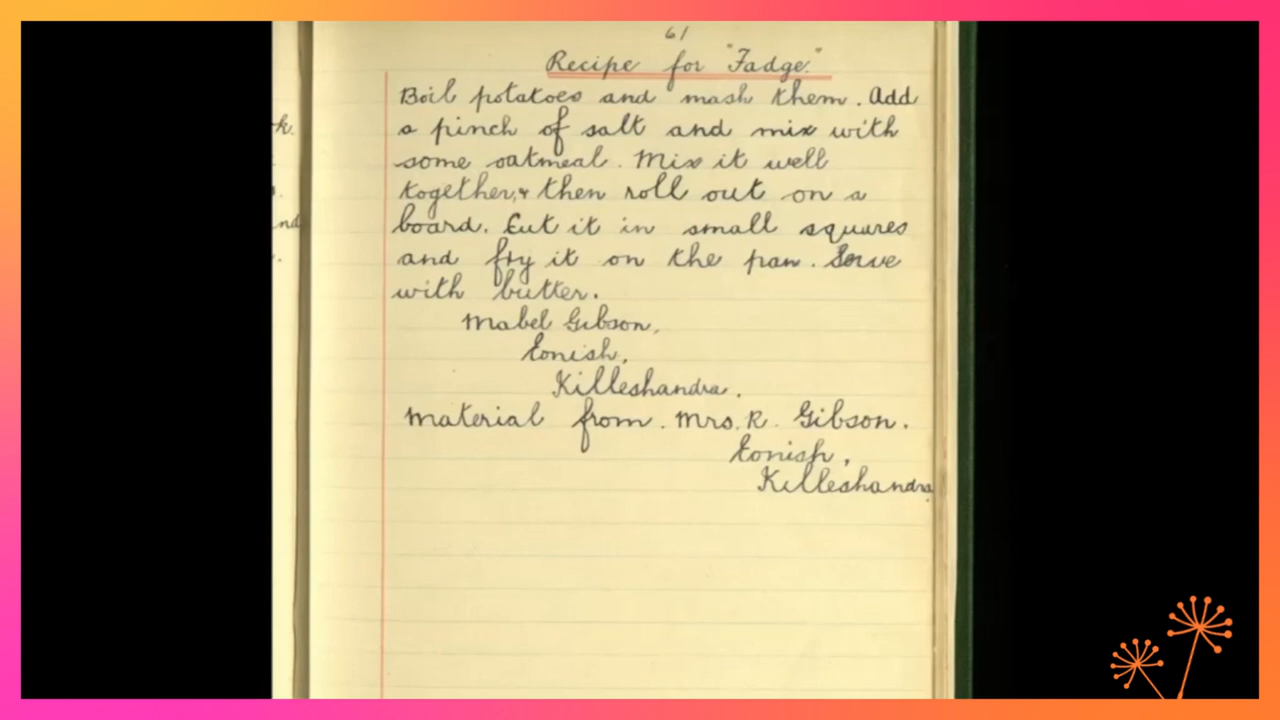 61
Recipe for "Fadge."
Boil potatoes and mash them. Add
a pinch of salt and mix with
some oatmeal. Mix it well
together, & then roll out on a
board. Cut it in small squares
and fry it on the pan. Serve
with butter.
Mabel Gibson,
Eonish,
Killeshandra.
Material from. Mrs. R. Gibson.
Eonish,
Killeshandra.